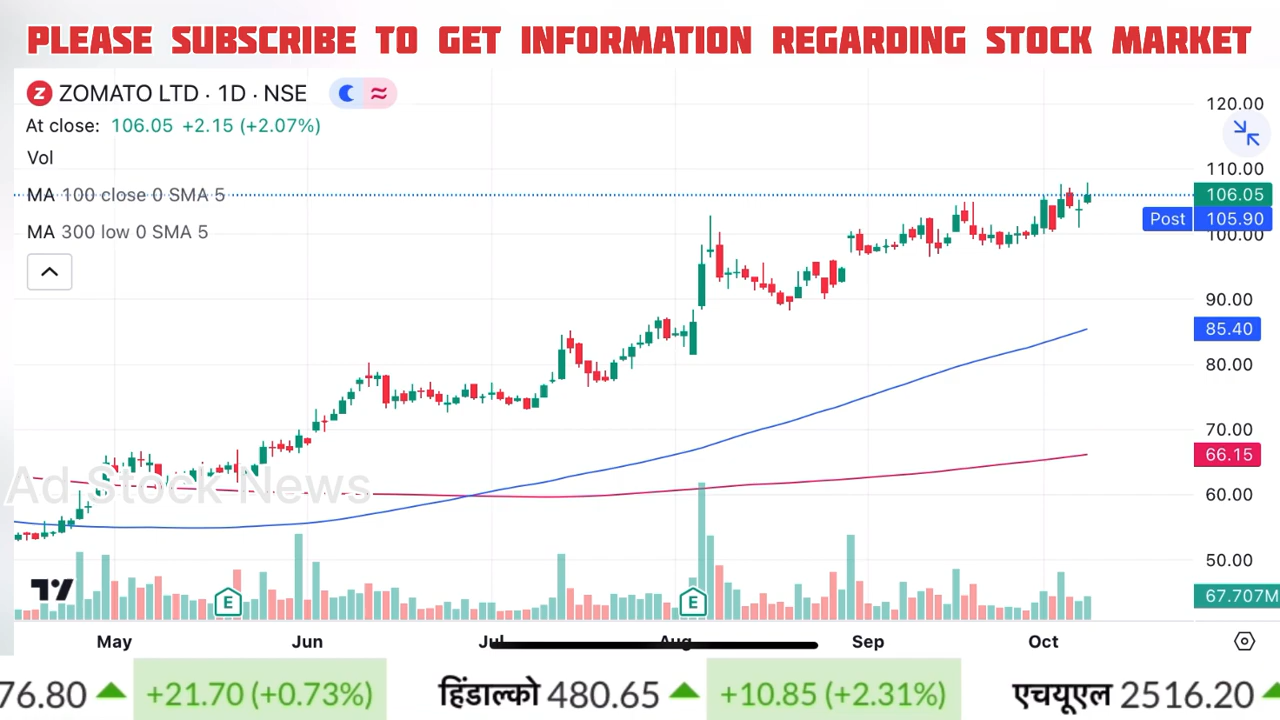 PLEASE SUBSCRIBE TO GET INFORMATION REGARDING STOCK MARKET
ZOMATO LTD · 1D · NSE
At close: 106.05 +2.15 (+2.07%)
Vol
MA 100 close 0 SMA 5
MA 300 low 0 SMA 5
120.00
110.00
106.05
Post 105.90
100.00
90.00
85.40
80.00
70.00
66.15
60.00
50.00
67.707M
Ad Stock News
E
E
May Jun Jul Aug Sep Oct
76.80 +21.70 (+0.73%) हिंडाल्को 480.65 +10.85 (+2.31%) एचयूएल 2516.20